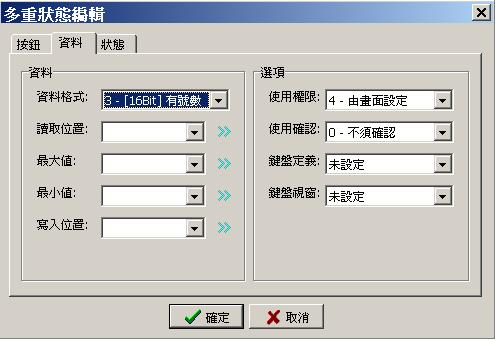 多重狀態編輯
按鈕 資料 狀態
資料
資料格式: 3 - [16Bit] 有號數
讀取位置:
最大值:
最小值:
寫入位置:
選項
使用權限: 4 - 由畫面設定
使用確認: 0 - 不須確認
鍵盤定義: 未設定
鍵盤視窗: 未設定
確定 取消